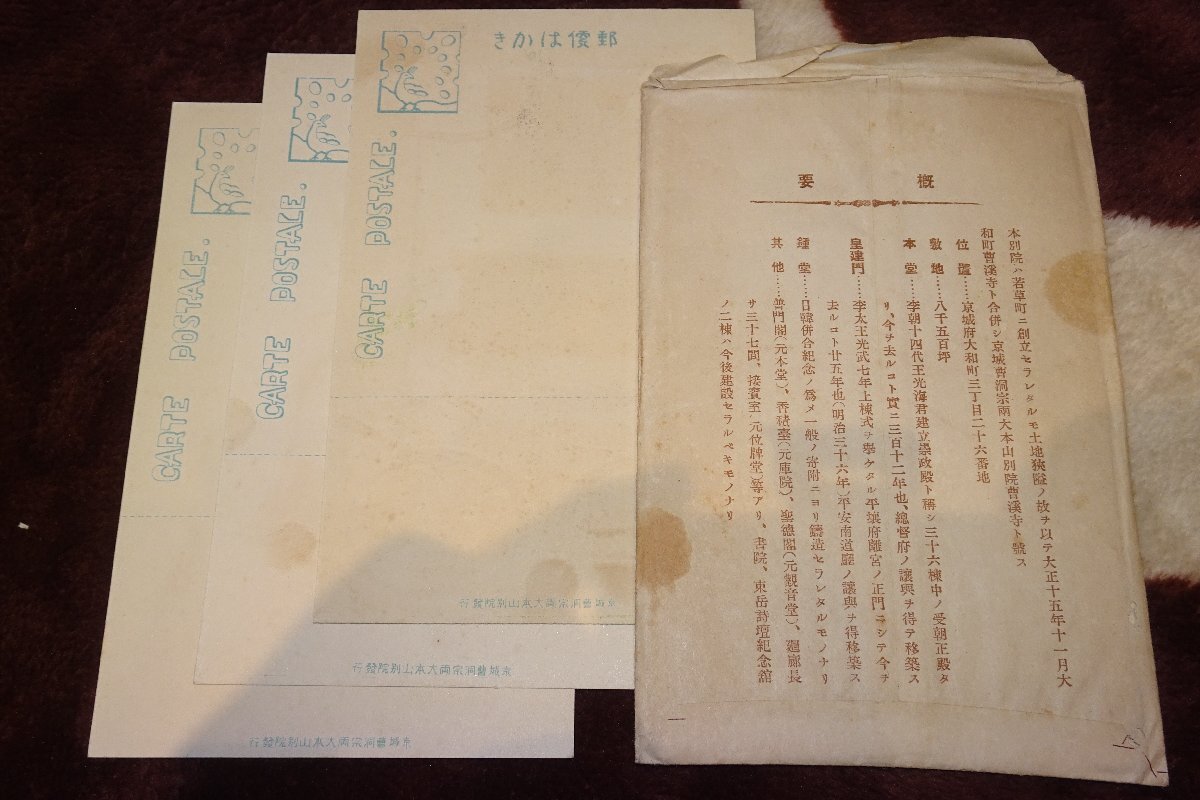 郵便はかき
CARTE POSTALE.
京城曹洞宗兩大本山別院發行
CARTE POSTALE.
京城曹洞宗兩大本山別院發行
CARTE POSTALE.
京城曹洞宗兩大本山別院發行
概要
本別院ハ若草町ニ創立セラレタルモ土地狹隘ノ故ヲ以テ大正十五年十一月大
和町曹溪寺ト合併シ京城曹洞宗兩大本山別院曹溪寺ト號ス
位置……京城府大和町三丁目二十六番地
敷地……八千五百坪
本堂……李朝十四代王光海君建立崇政殿ト稱シ三十六棟中ノ受朝正殿タ
リ、今ヲ去ルコト實ニ三百十二年也、總督府ノ讓與ヲ得テ移築ス
皇建門……李太王光武七年上棟式ヲ擧ケタル平壤府離宮ノ正門ニシテ今ヲ
去ルコト廿五年也(明治三十六年)平安南道廳ノ讓與ヲ得移築ス
鍾堂……日韓併合紀念ノ爲メ一般ノ寄附ニヨリ鑄造セラレタルモノナリ
其他……普門閣(元本堂)、香積臺(元庫院)、聖德閣(元觀音堂)、廻廊長
サ三十七間、接賓室(元位牌堂)等アリ、書院、東岳詩壇紀念舘
ノ二棟ハ今後建設セラルベキモノナリ